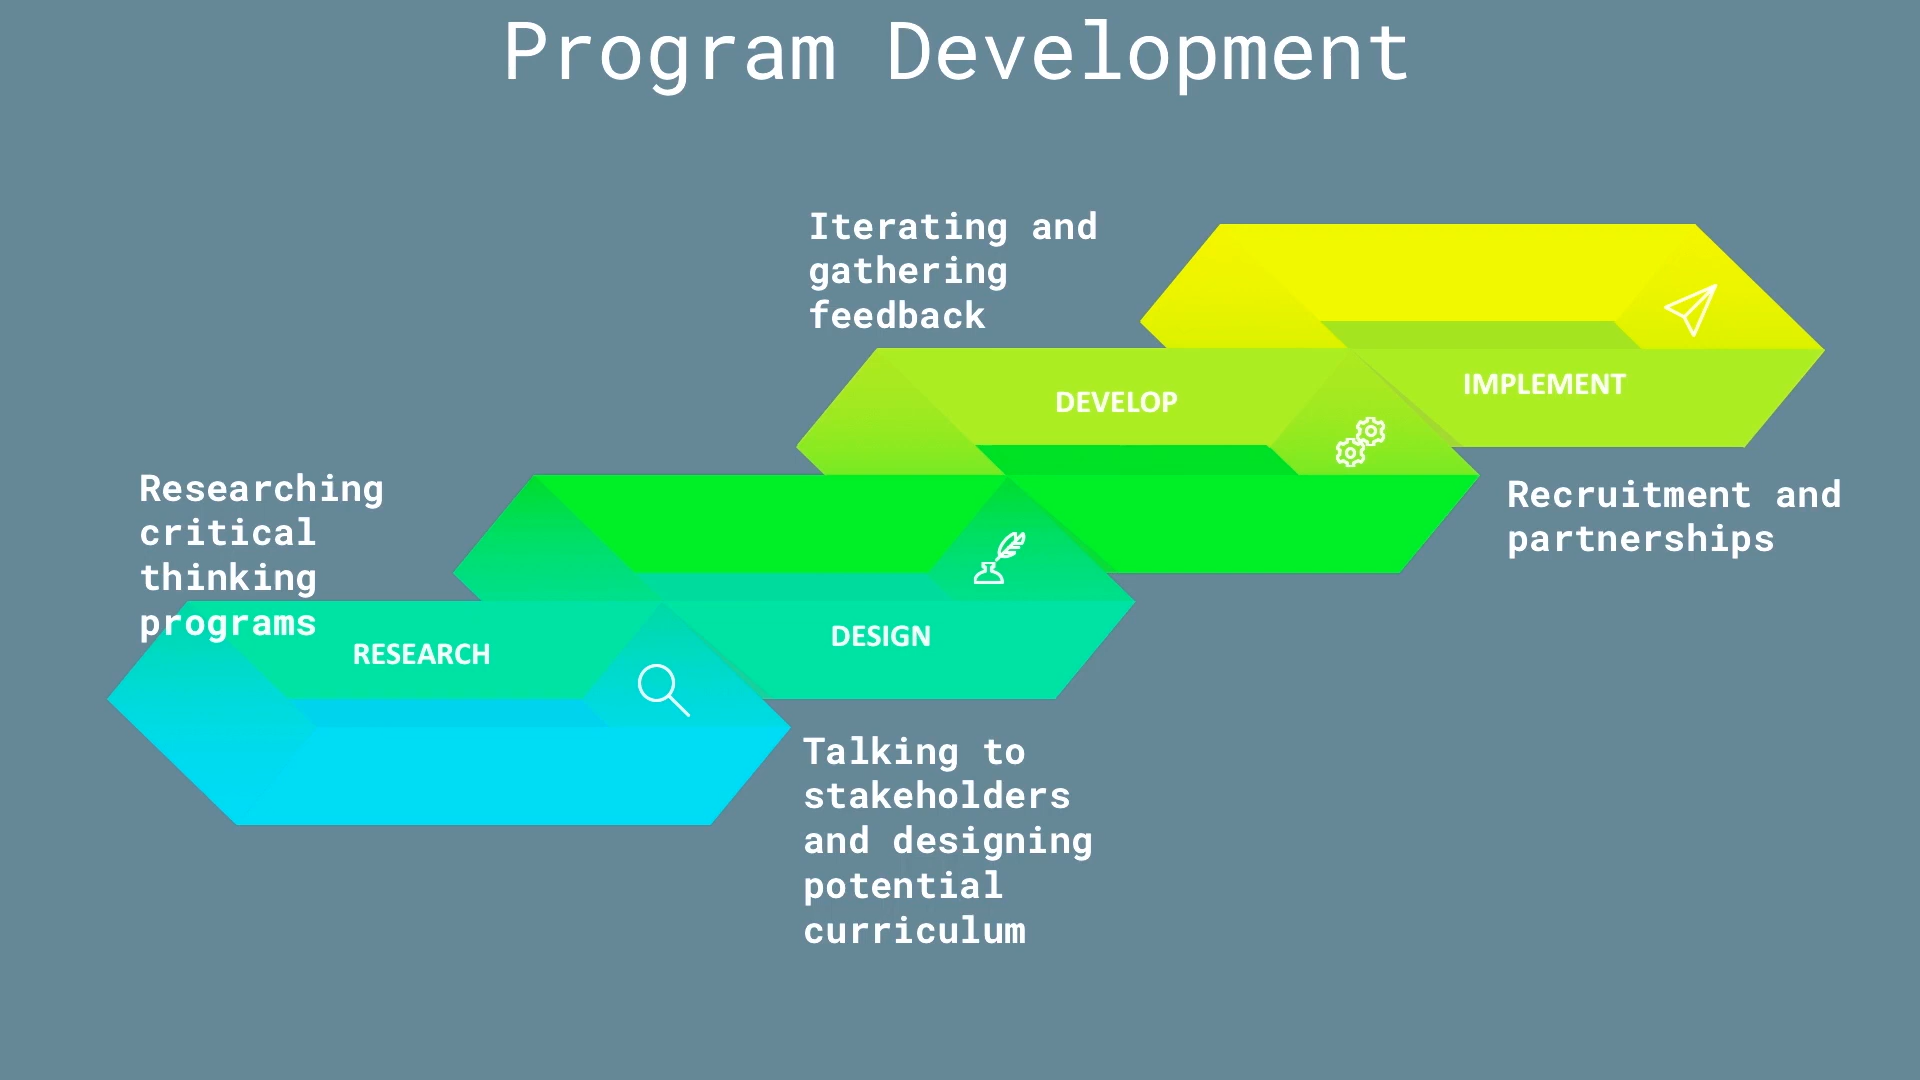 Program Development
Researching
critical
thinking
programs
RESEARCH
DESIGN
Talking to
stakeholders
and designing
potential
curriculum
Iterating and
gathering
feedback
DEVELOP
IMPLEMENT
Recruitment and
partnerships